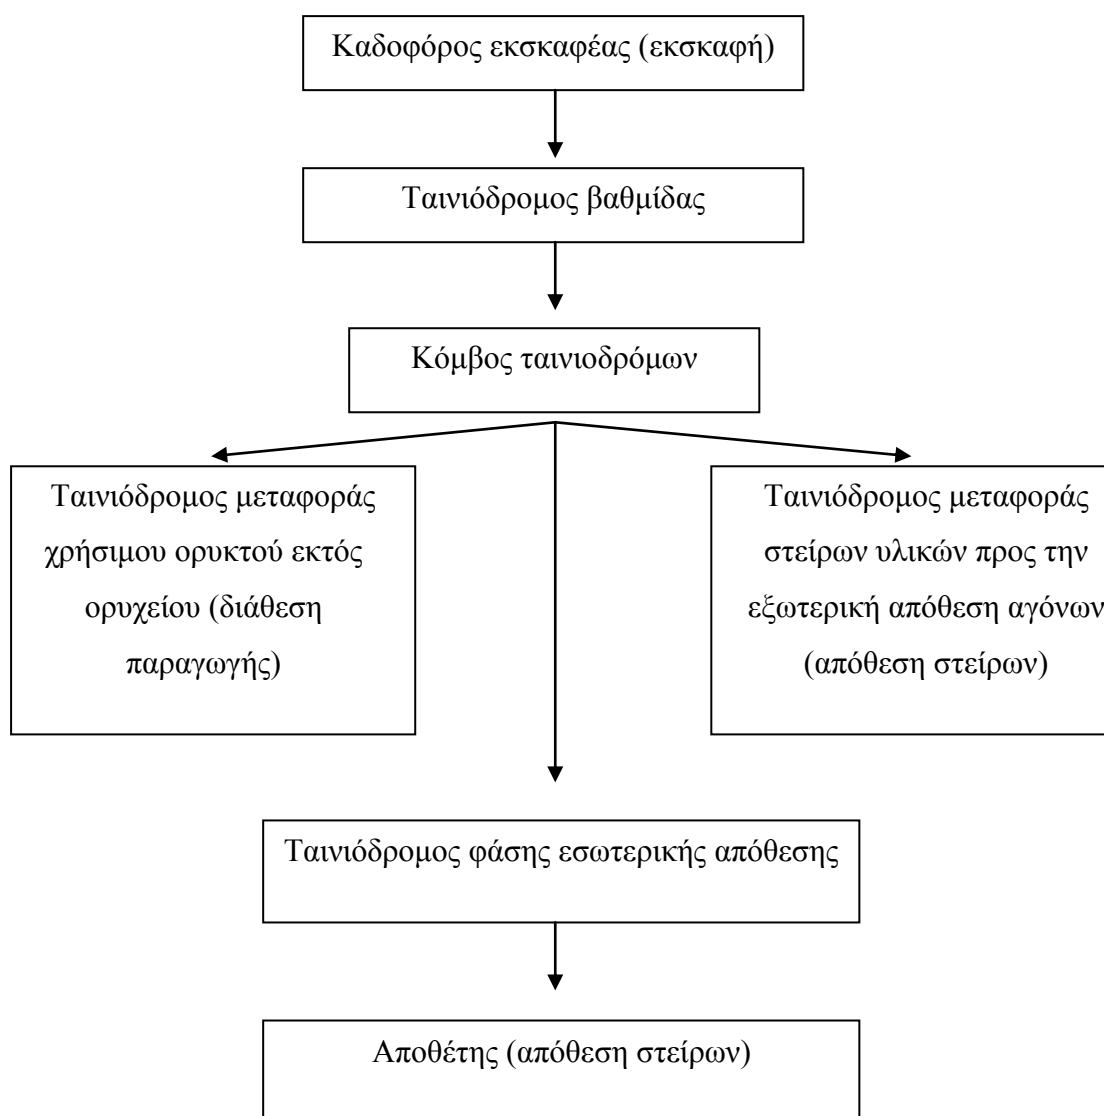 Καδοφόρος εκσκαφέας (εκσκαφή)
Ταινιόδρομος βαθμίδας
Κόμβος ταινιοδρόμων
Ταινιόδρομος μεταφοράς
χρήσιμου ορυκτού εκτός
ορυχείου (διάθεση
παραγωγής)
Ταινιόδρομος μεταφοράς
στείρων υλικών προς την
εξωτερική απόθεση αγόνων
(απόθεση στείρων)
Ταινιόδρομος φάσης εσωτερικής απόθεσης
Αποθέτης (απόθεση στείρων)